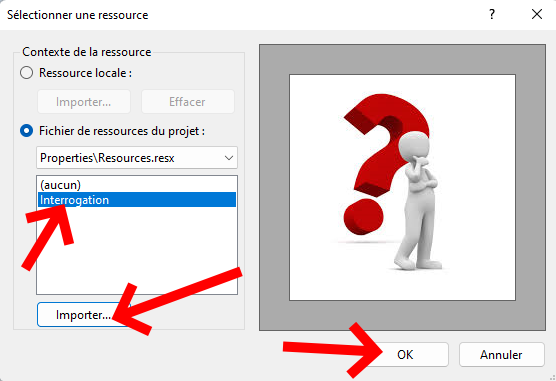 Sélectionner une ressource
Contexte de la ressource
Ressource locale :
Importer... Effacer
Fichier de ressources du projet :
Properties\Resources.resx
(aucun)
Interrogation
Importer...
OK Annuler